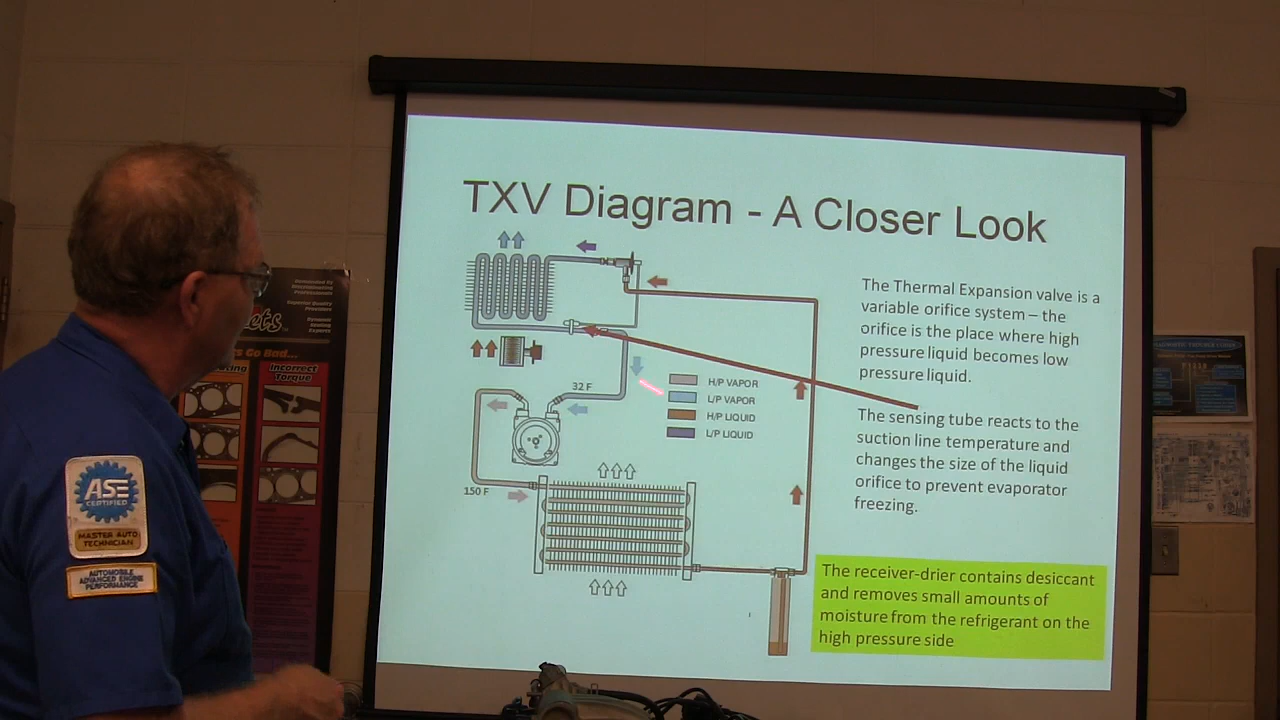 TXV Diagram - A Closer Look
The Thermal Expansion valve is a
variable orifice system – the
orifice is the place where high
pressure liquid becomes low
pressure liquid.
32 F
H/P VAPOR
L/P VAPOR
H/P LIQUID
L/P LIQUID
The sensing tube reacts to the
suction line temperature and
changes the size of the liquid
orifice to prevent evaporator
freezing.
150 F
The receiver-drier contains desiccant
and removes small amounts of
moisture from the refrigerant on the
high pressure side
ASE
CERTIFIED
MASTER AUTO
TECHNICIAN
AUTOMOBILE
ADVANCED ENGINE
PERFORMANCE
Incorrect
Torque